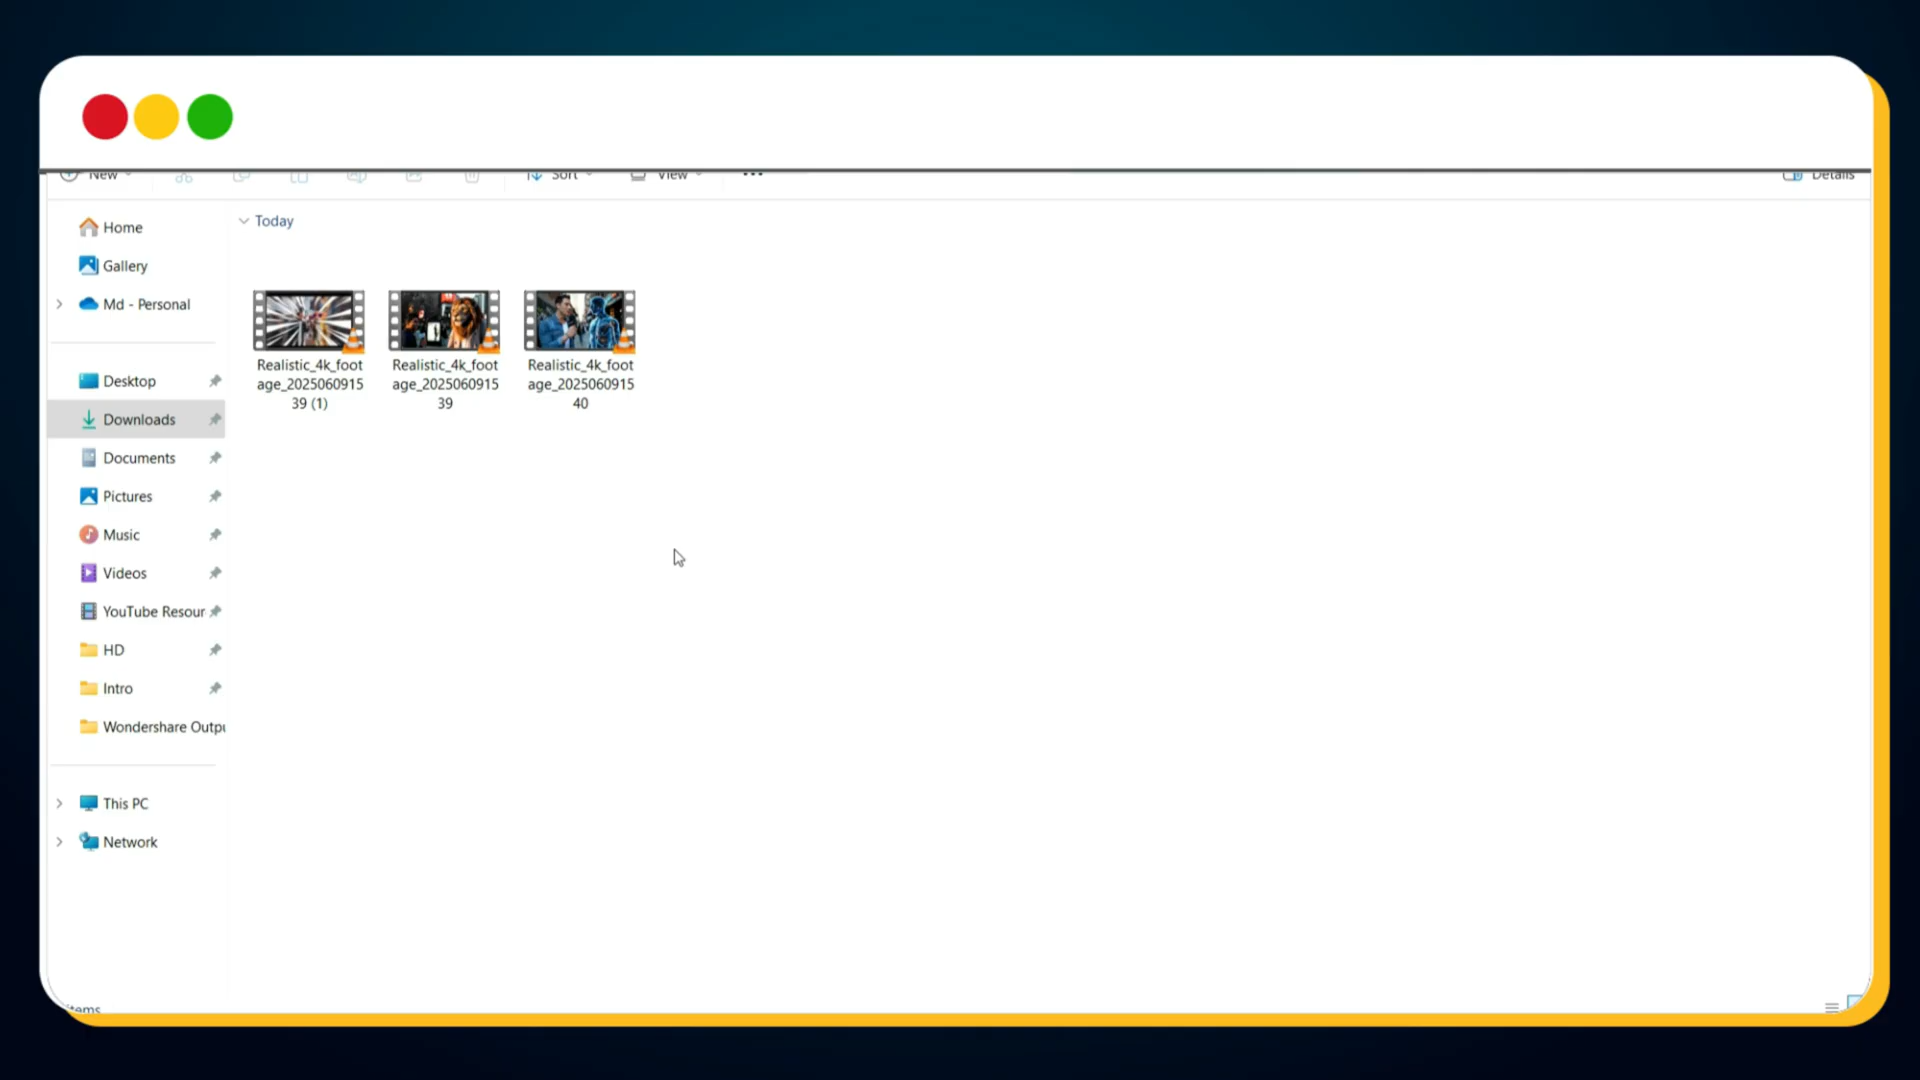 New
Sort
View
Details
Home
Gallery
Md - Personal
Desktop
Downloads
Documents
Pictures
Music
Videos
YouTube Resour
HD
Intro
Wondershare Outpu
This PC
Network
Today
Realistic_4k_foot
age_2025060915
39 (1)
Realistic_4k_foot
age_2025060915
39
Realistic_4k_foot
age_2025060915
40
items